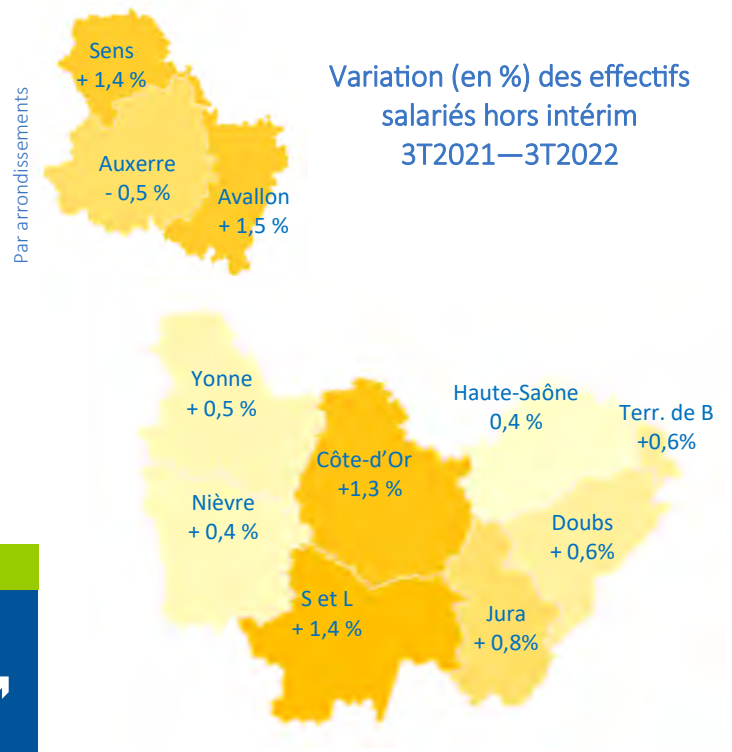 Variation (en %) des effectifs
salariés hors intérim
3T2021—3T2022
Par arrondissements
Sens
+ 1,4 %
Auxerre
- 0,5 %
Avallon
+ 1,5 %
Yonne
+ 0,5 %
Haute-Saône
0,4 %
Terr. de B
+0,6%
Côte-d’Or
+1,3 %
Nièvre
+ 0,4 %
Doubs
+ 0,6%
S et L
+ 1,4 %
Jura
+ 0,8%